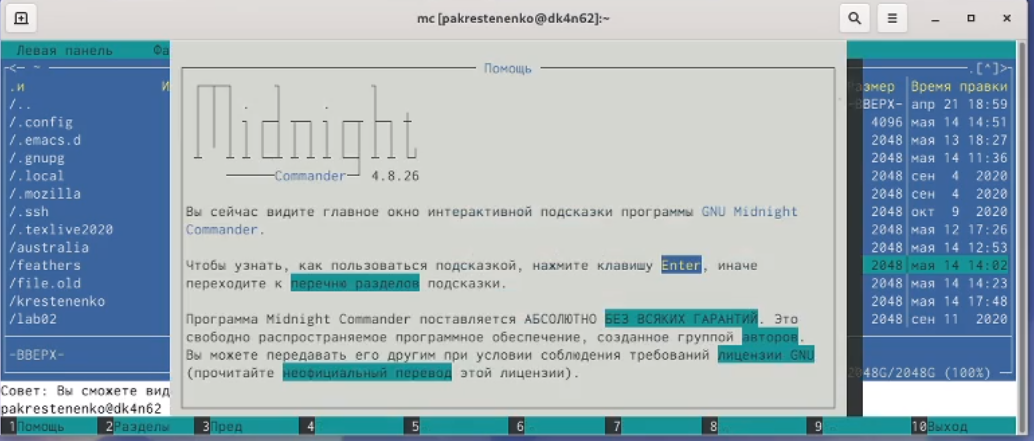 mc [pakrestenenko@dk4n62]:~
Левая панель Фа
Помощь
<— ~ .[^]>
.и И азмер Время правки
/.. -ВВЕРХ- апр 21 18:59
/.config 4096 мая 14 14:51
/.emacs.d 2048 мая 13 18:27
/.gnupg 2048 мая 14 11:36
/.local 2048 сен 4 2020
/.mozilla 2048 сен 4 2020
/.ssh 2048 окт 9 2020
/.texlive2020 2048 мая 12 17:26
/australia 2048 мая 14 12:53
/feathers 2048 мая 14 14:02
/file.old 2048 мая 14 14:23
/krestenenko 2048 мая 14 17:48
/lab02 2048 сен 11 2020
-ВВЕРХ-
2048G/2048G (100%)
Midnight
Commander 4.8.26
Вы сейчас видите главное окно интерактивной подсказки программы GNU Midnight
Commander.
Чтобы узнать, как пользоваться подсказкой, нажмите клавишу Enter, иначе
переходите к перечню разделов подсказки.
Программа Midnight Commander поставляется АБСОЛЮТНО БЕЗ ВСЯКИХ ГАРАНТИЙ. Это
свободно распространяемое программное обеспечение, созданное группой авторов.
Вы можете передавать его другим при условии соблюдения требований лицензии GNU
(прочитайте неофициальный перевод этой лицензии).
Совет: Вы сможете вид
pakrestenenko@dk4n62
1Помощь 2Разделы 3Пред 4 5 6 7 8 9 10Выход